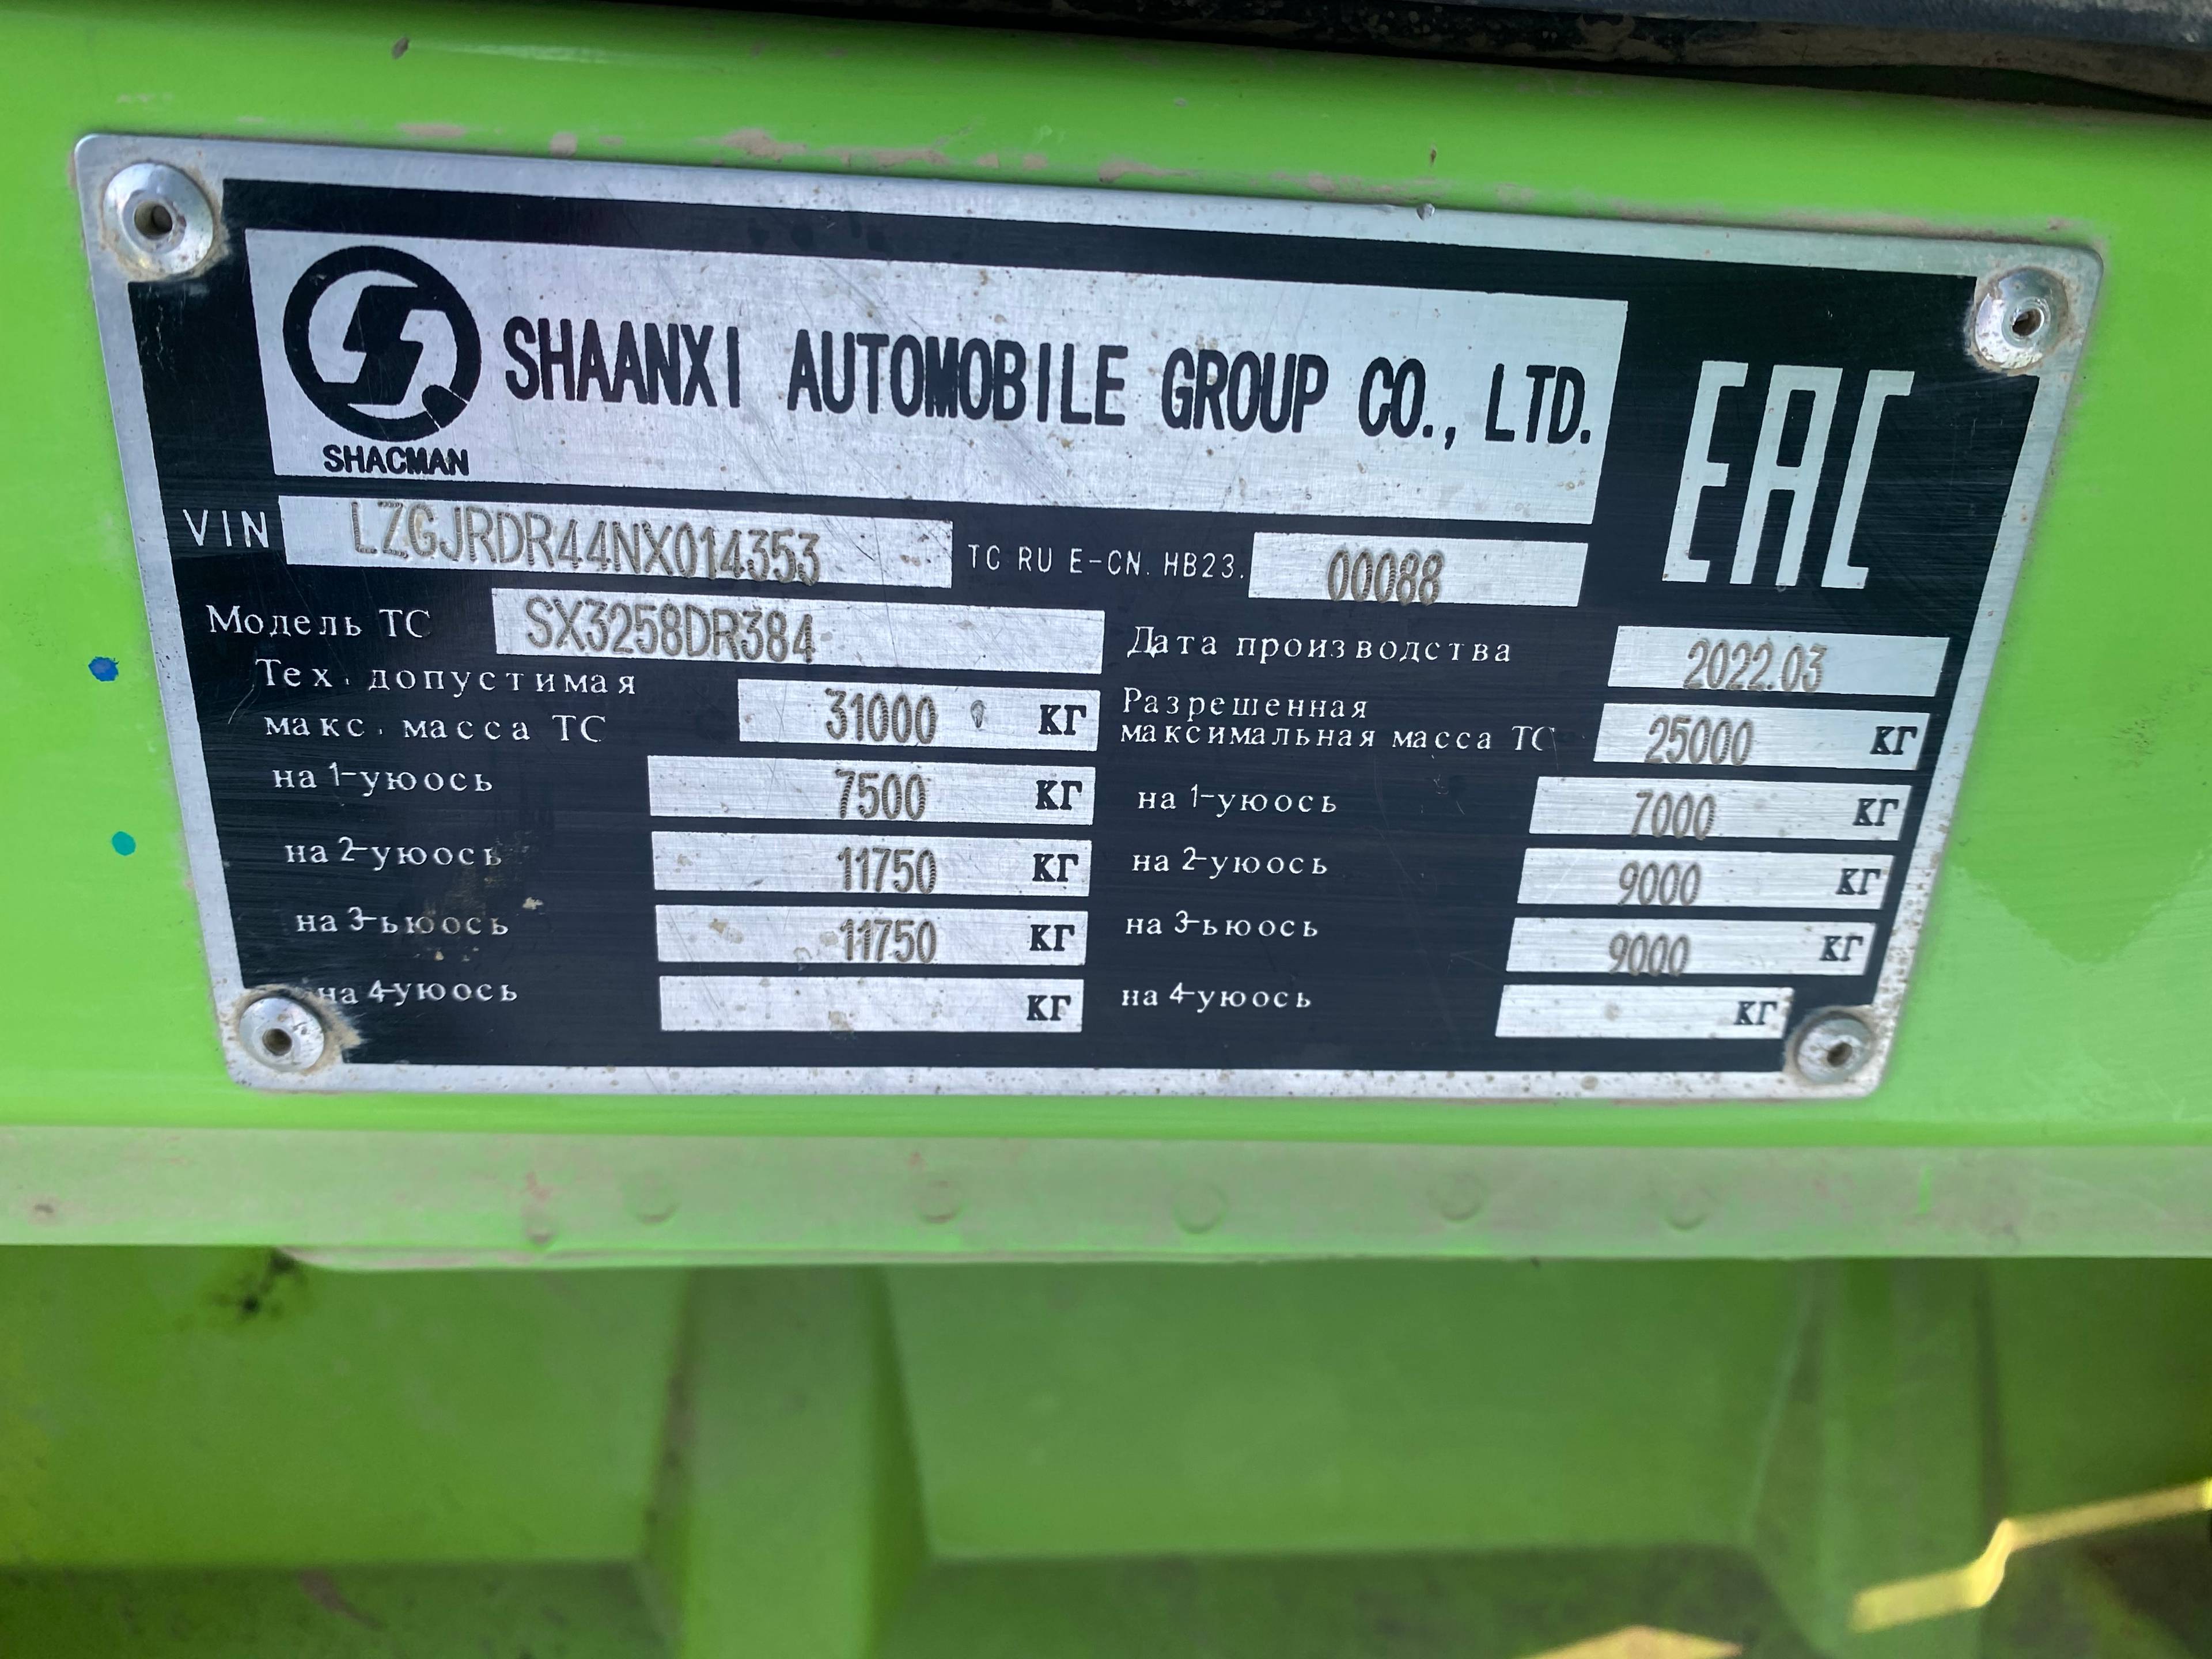 SHAANXI AUTOMOBILE GROUP CO., LTD.
SHACMAN
EAC
VIN LZGJRDR44NX014353 TC RU E-CN. HB23. 00088
Модель ТС SX3258DR384 Дата производства 2022.03
Тех. допустимая
макс. масса ТС 31000 КГ
Разрешенная
максимальная масса ТС 25000 КГ
на 1-уюось 7500 КГ на 1-уюось 7000 КГ
на 2-уюось 11750 КГ на 2-уюось 9000 КГ
на 3-ьюось 11750 КГ на 3-ьюось 9000 КГ
на 4-уюось КГ на 4-уюось КГ